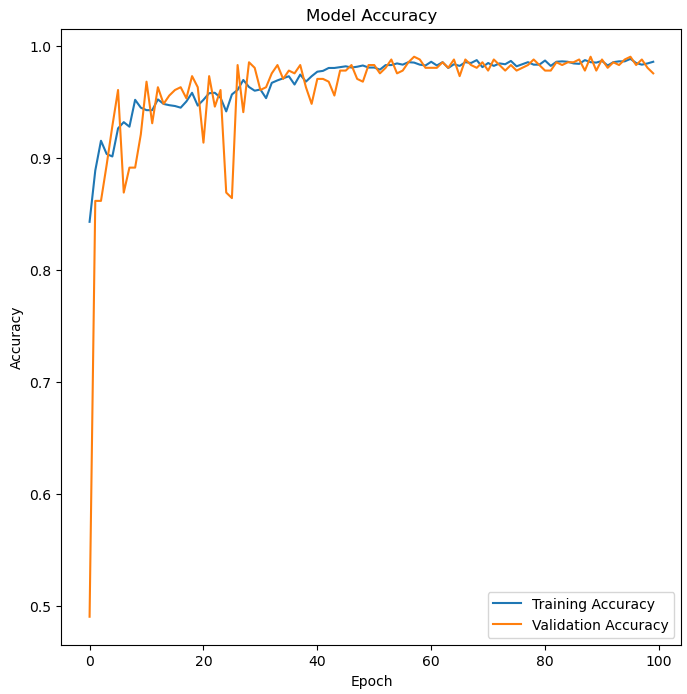 Model Accuracy
Accuracy
1.0
0.9
0.8
0.7
0.6
0.5
0 20 40 60 80 100
Epoch
Training Accuracy
Validation Accuracy